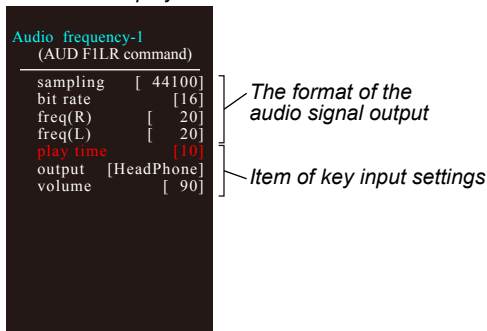 Audio frequency-1
(AUD F1LR command)
sampling [ 44100]
bit rate [16]
freq(R) [ 20]
freq(L) [ 20]
play time [10]
output [HeadPhone]
volume [ 90]
The format of the
audio signal output
Item of key input settings